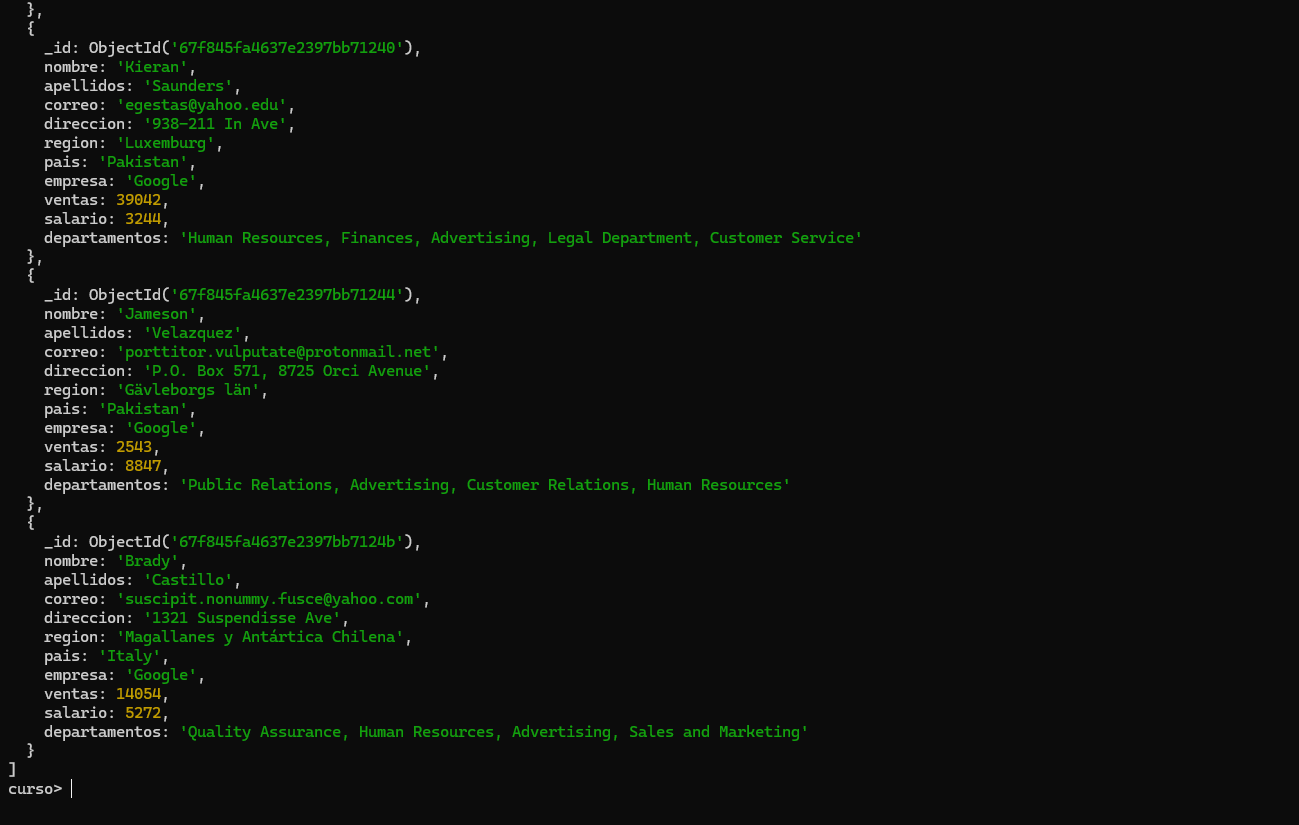 },
{
_id: ObjectId('67f845fa4637e2397bb71240'),
nombre: 'Kieran',
apellidos: 'Saunders',
correo: 'egestas@yahoo.edu',
direccion: '938-211 In Ave',
region: 'Luxemburg',
pais: 'Pakistan',
empresa: 'Google',
ventas: 39042,
salario: 3244,
departamentos: 'Human Resources, Finances, Advertising, Legal Department, Customer Service'
},
{
_id: ObjectId('67f845fa4637e2397bb71244'),
nombre: 'Jameson',
apellidos: 'Velazquez',
correo: 'porttitor.vulputate@protonmail.net',
direccion: 'P.O. Box 571, 8725 Orci Avenue',
region: 'Gävleborgs län',
pais: 'Pakistan',
empresa: 'Google',
ventas: 2543,
salario: 8847,
departamentos: 'Public Relations, Advertising, Customer Relations, Human Resources'
},
{
_id: ObjectId('67f845fa4637e2397bb7124b'),
nombre: 'Brady',
apellidos: 'Castillo',
correo: 'suscipit.nonummy.fusce@yahoo.com',
direccion: '1321 Suspendisse Ave',
region: 'Magallanes y Antártica Chilena',
pais: 'Italy',
empresa: 'Google',
ventas: 14054,
salario: 5272,
departamentos: 'Quality Assurance, Human Resources, Advertising, Sales and Marketing'
}
]
curso>